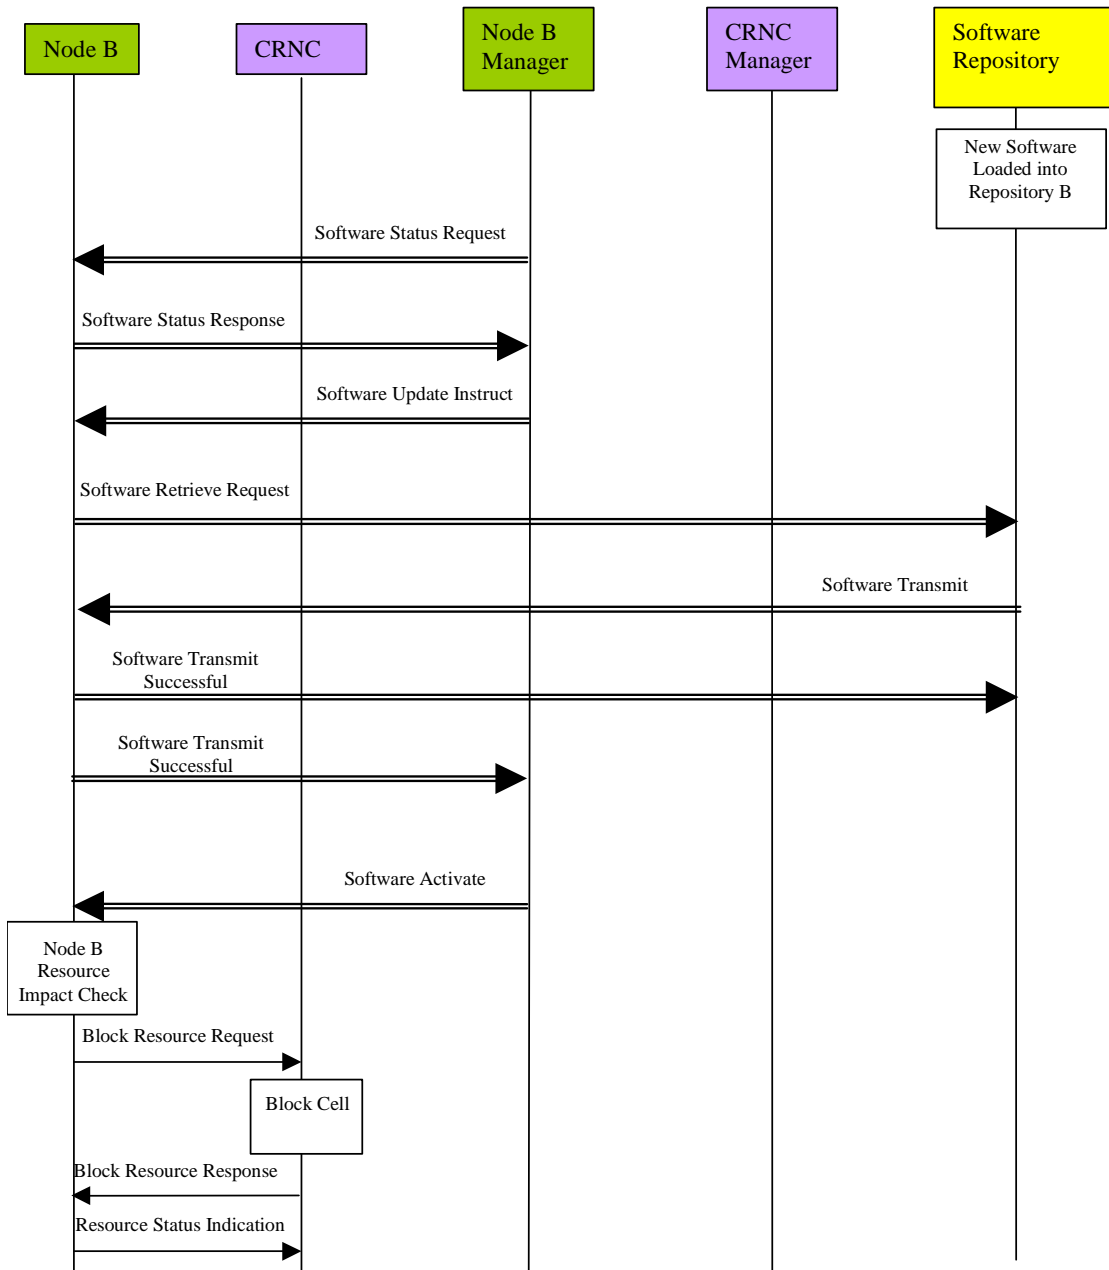 Node B
CRNC
Node B
Manager
CRNC
Manager
Software
Repository
New Software
Loaded into
Repository B
Software Status Request
Software Status Response
Software Update Instruct
Software Retrieve Request
Software Transmit
Software Transmit
Successful
Software Transmit
Successful
Software Activate
Node B
Resource
Impact Check
Block Resource Request
Block Cell
Block Resource Response
Resource Status Indication